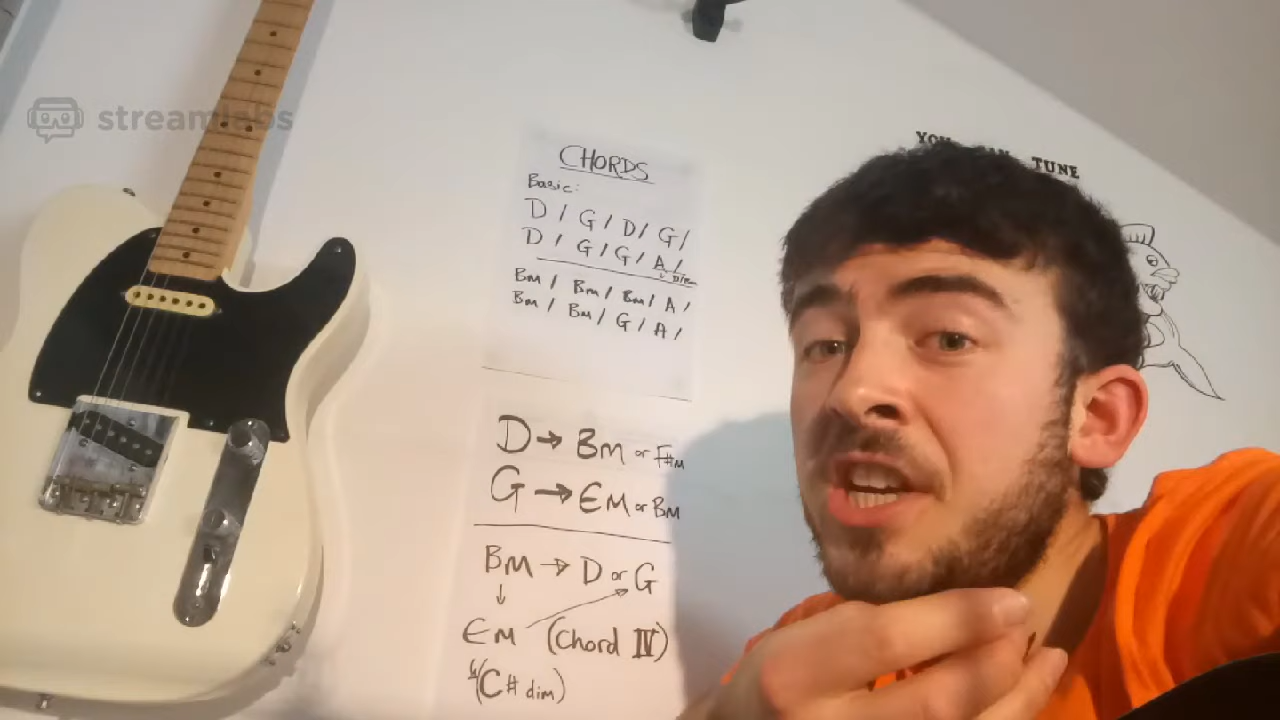 streamlabs
CHORDS
Basic:
D / G / D / G /
D / G / G / A /
Bm / Bm / Bm / A /
Bm / Bm / G / A /
D → Bm or F#m
G → Em or Bm
Bm → D or G
↓
Em (Chord IV)
(C# dim)
TUNE